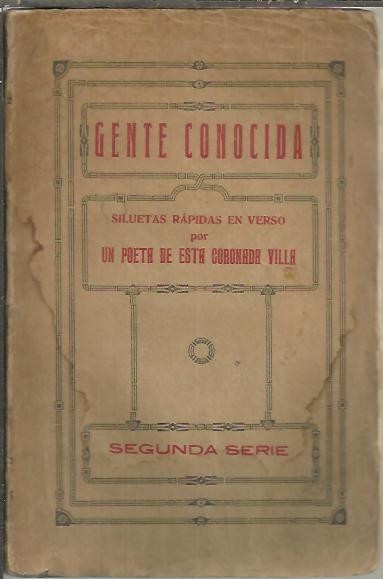 GENTE CONOCIDA
SILUETAS RÁPIDAS EN VERSO
por
UN POETA DE ESTA CORONADA VILLA
SEGUNDA SERIE